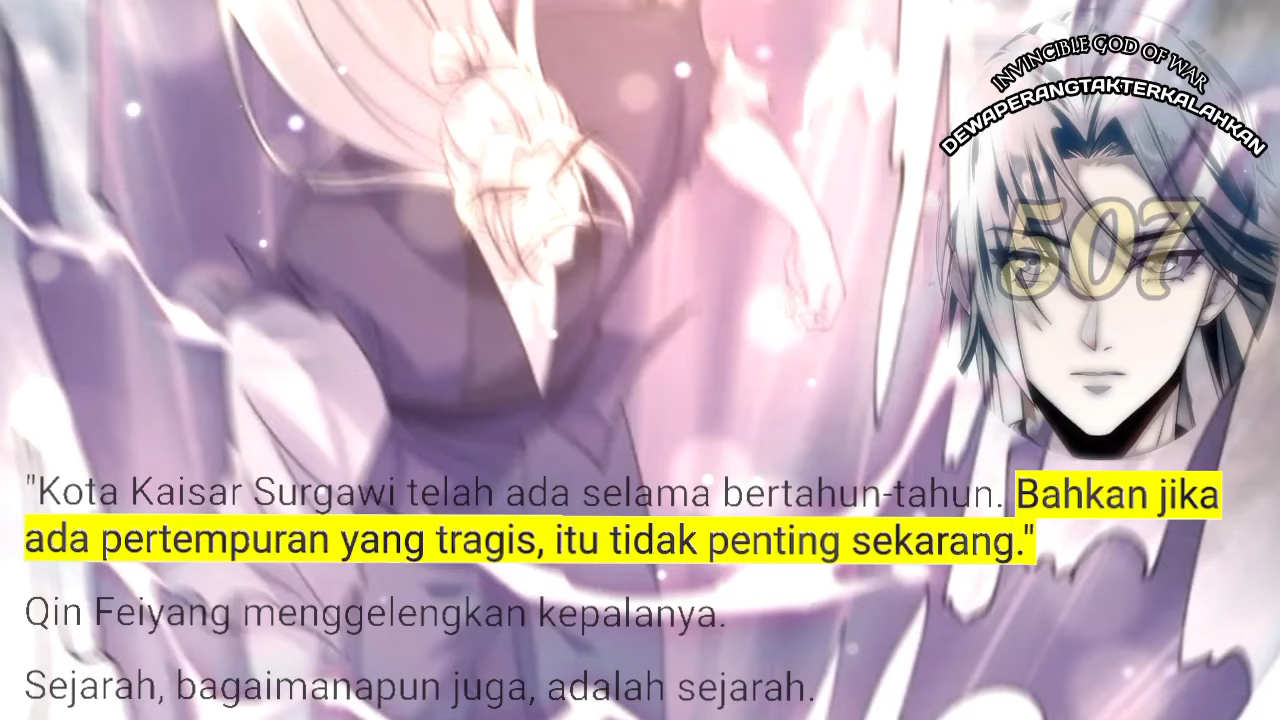 INVINCIBLE GOD OF WAR
DEWAPERANGTAKTERKALAHKAN
507
"Kota Kaisar Surgawi telah ada selama bertahun-tahun. Bahkan jika
ada pertempuran yang tragis, itu tidak penting sekarang."
Qin Feiyang menggelengkan kepalanya.
Sejarah, bagaimanapun juga, adalah sejarah.